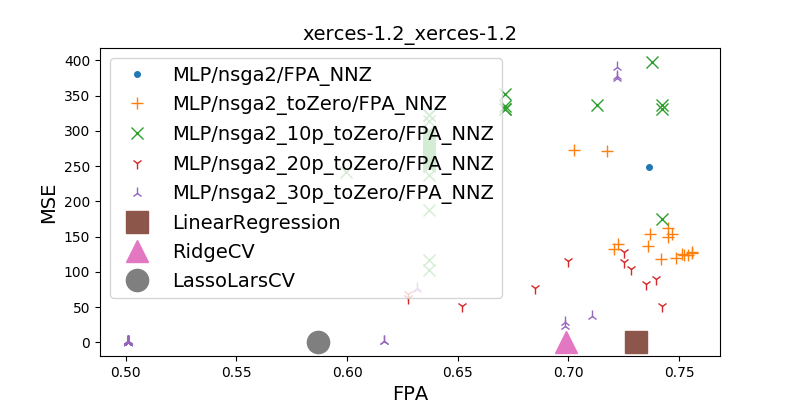 xerces-1.2_xerces-1.2
MSE
400
350
300
250
200
150
100
50
0
MLP/nsga2/FPA_NNZ
MLP/nsga2_toZero/FPA_NNZ
MLP/nsga2_10p_toZero/FPA_NNZ
MLP/nsga2_20p_toZero/FPA_NNZ
MLP/nsga2_30p_toZero/FPA_NNZ
LinearRegression
RidgeCV
LassoLarsCV
0.50 0.55 0.60 0.65 0.70 0.75
FPA